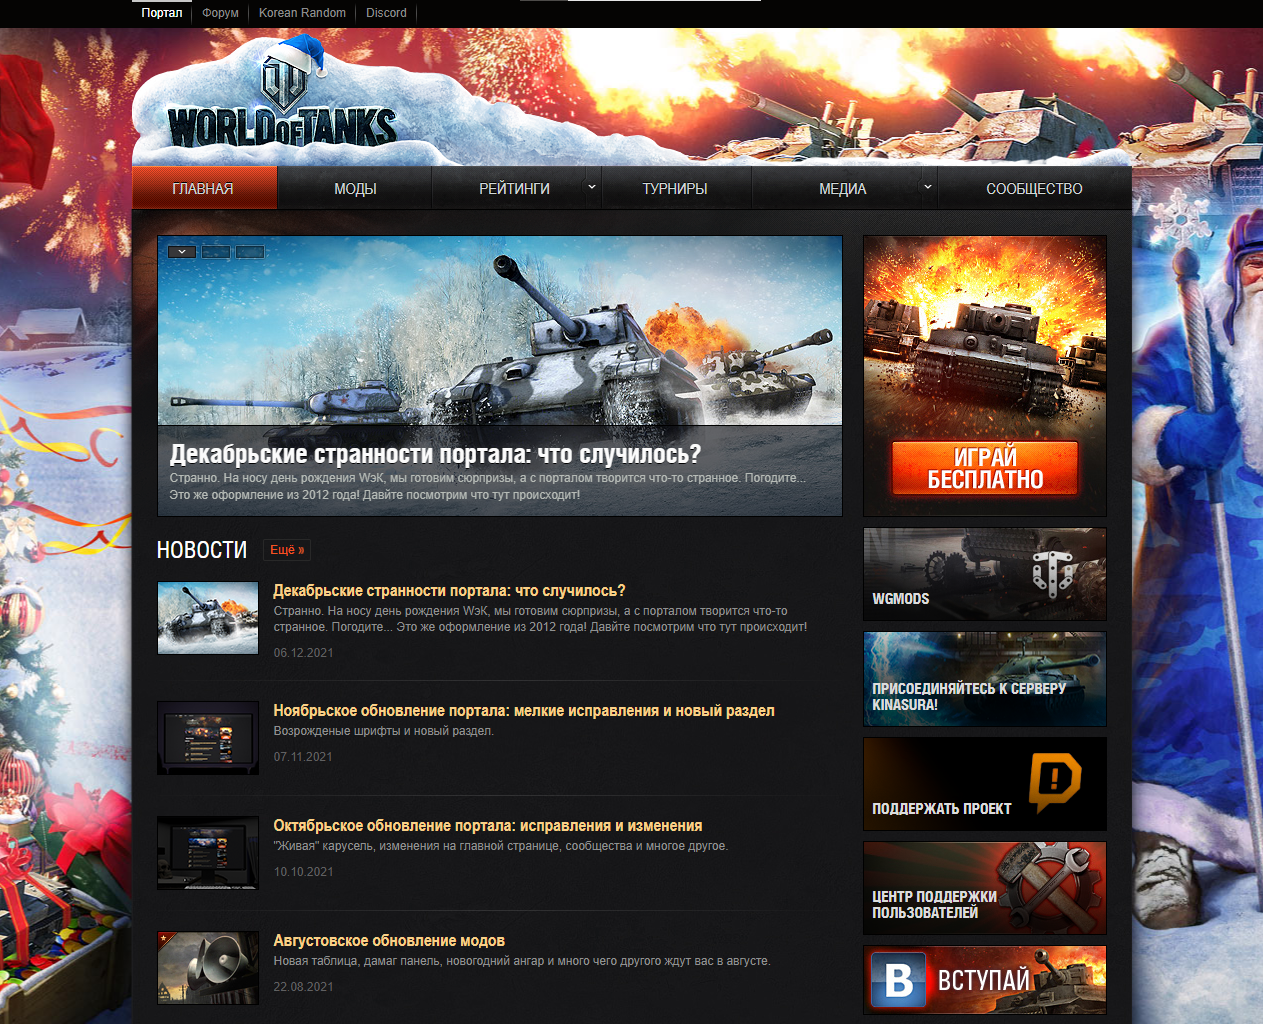 Портал
Форум
Korean Random
Discord
WORLD OF TANKS
ГЛАВНАЯ
МОДЫ
РЕЙТИНГИ
ТУРНИРЫ
МЕДИА
СООБЩЕСТВО
Декабрьские странности портала: что случилось?
Странно. На носу день рождения WэК, мы готовим сюрпризы, а с порталом творится что-то странное. Погодите...
Это же оформление из 2012 года! Давйте посмотрим что тут происходит!
ИГРАЙ
БЕСПЛАТНО
НОВОСТИ
Ещё »
Декабрьские странности портала: что случилось?
Странно. На носу день рождения WэК, мы готовим сюрпризы, а с порталом творится что-то
странное. Погодите... Это же оформление из 2012 года! Давйте посмотрим что тут происходит!
06.12.2021
Ноябрьское обновление портала: мелкие исправления и новый раздел
Возрожденые шрифты и новый раздел.
07.11.2021
Октябрьское обновление портала: исправления и изменения
"Живая" карусель, изменения на главной странице, сообщества и многое другое.
10.10.2021
Августовское обновление модов
Новая таблица, дамаг панель, новогодний ангар и много чего другого ждут вас в августе.
22.08.2021
WGMODS
ПРИСОЕДИНЯЙТЕСЬ К СЕРВЕРУ
KINASURA!
ПОДДЕРЖАТЬ ПРОЕКТ
ЦЕНТР ПОДДЕРЖКИ
ПОЛЬЗОВАТЕЛЕЙ
В ВСТУПАЙ